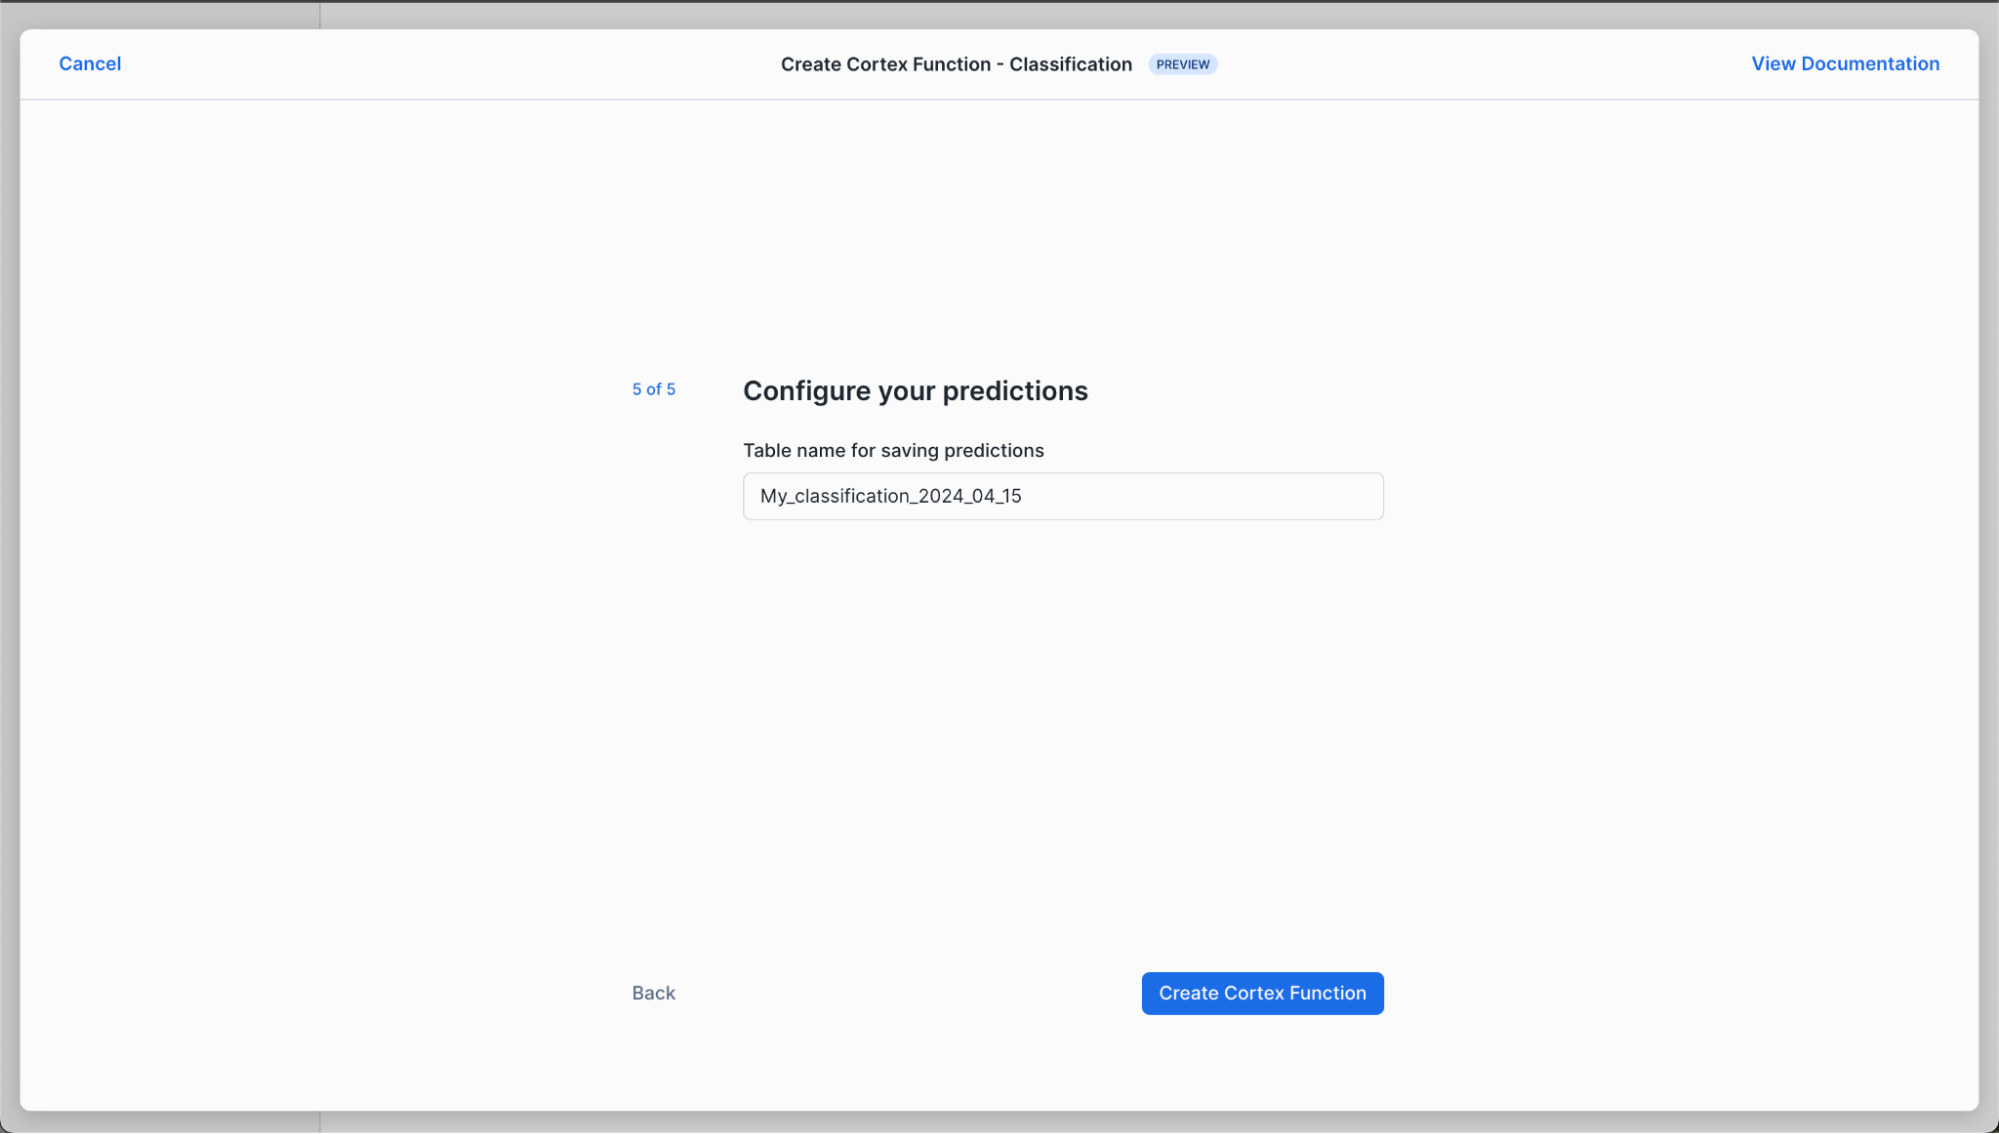 Cancel
Create Cortex Function - Classification PREVIEW
View Documentation
5 of 5
Configure your predictions
Table name for saving predictions
My_classification_2024_04_15
Back
Create Cortex Function